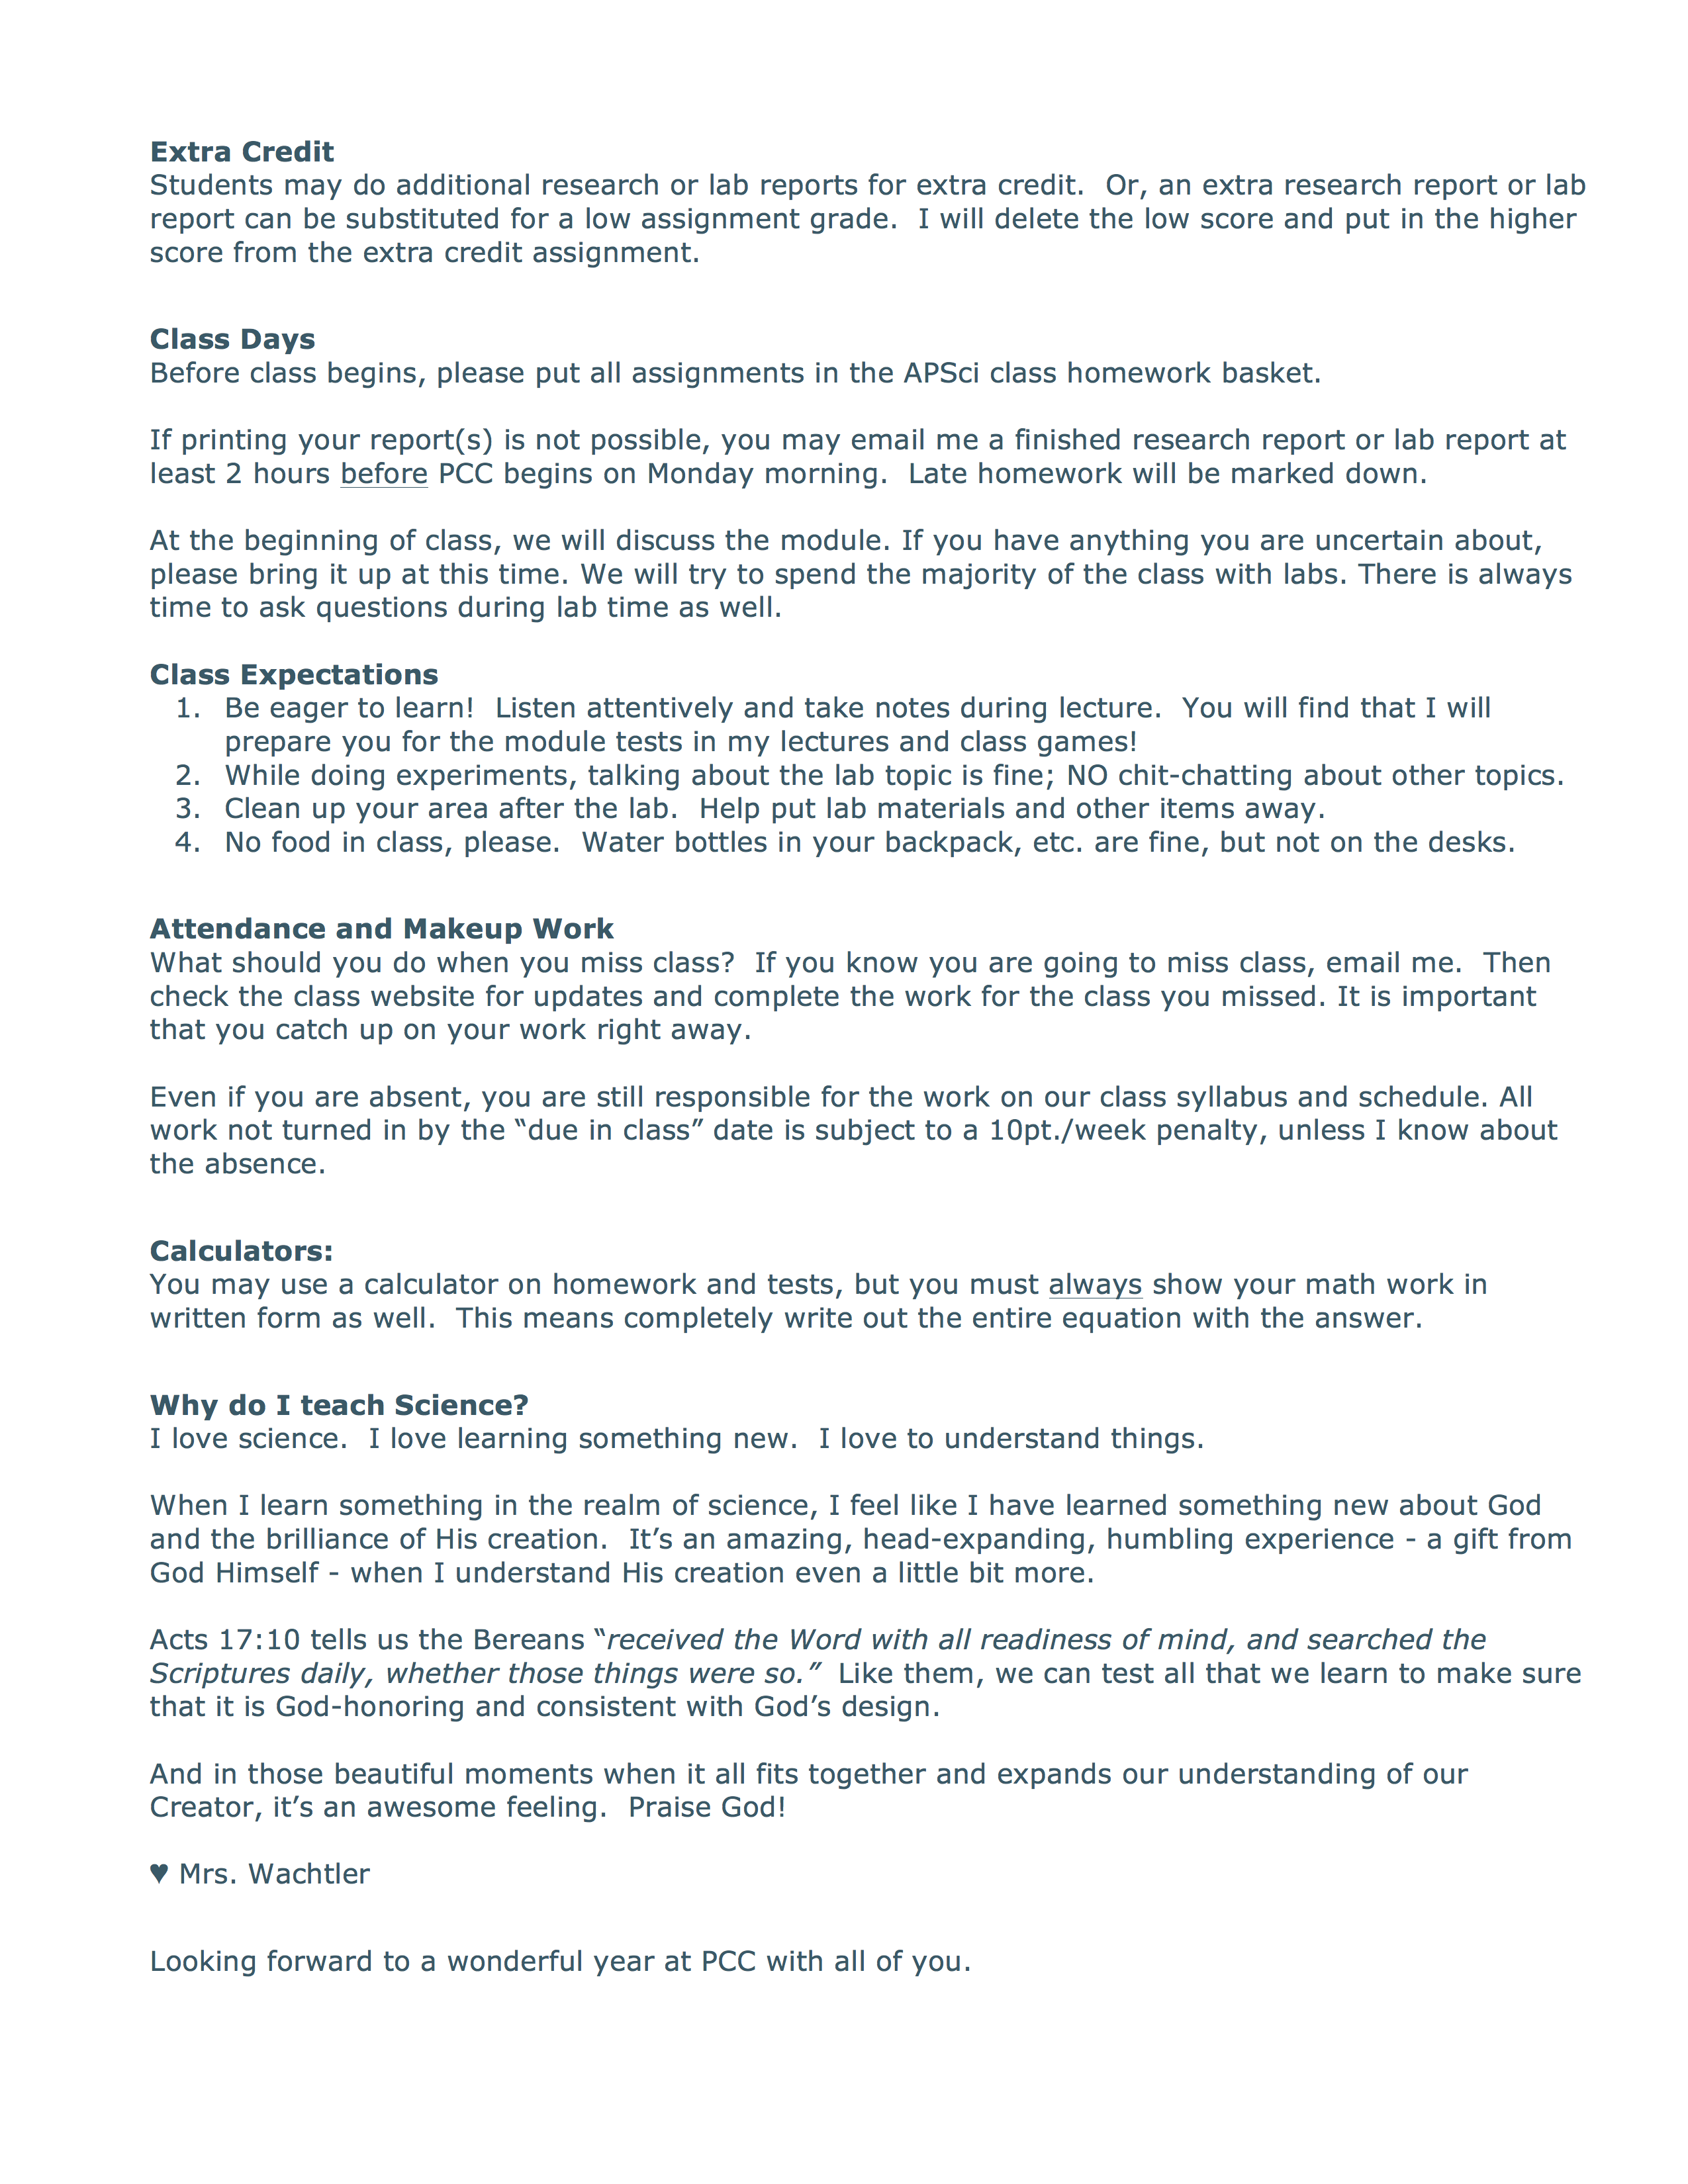 Extra Credit
Students may do additional research or lab reports for extra credit.  Or, an extra research report or lab
report can be substituted for a low assignment grade.  I will delete the low score and put in the higher
score from the extra credit assignment.
Class Days
Before class begins, please put all assignments in the APSci class homework basket.
If printing your report(s) is not possible, you may email me a finished research report or lab report at
least 2 hours before PCC begins on Monday morning.  Late homework will be marked down.
At the beginning of class, we will discuss the module. If you have anything you are uncertain about,
please bring it up at this time. We will try to spend the majority of the class with labs. There is always
time to ask questions during lab time as well.
Class Expectations
1. Be eager to learn!  Listen attentively and take notes during lecture.  You will find that I will
prepare you for the module tests in my lectures and class games!
2. While doing experiments, talking about the lab topic is fine; NO chit-chatting about other topics.
3. Clean up your area after the lab.  Help put lab materials and other items away.
4. No food in class, please.  Water bottles in your backpack, etc. are fine, but not on the desks.
Attendance and Makeup Work
What should you do when you miss class?  If you know you are going to miss class, email me.  Then
check the class website for updates and complete the work for the class you missed. It is important
that you catch up on your work right away.
Even if you are absent, you are still responsible for the work on our class syllabus and schedule. All
work not turned in by the “due in class” date is subject to a 10pt./week penalty, unless I know about
the absence.
Calculators:
You may use a calculator on homework and tests, but you must always show your math work in
written form as well.  This means completely write out the entire equation with the answer.
Why do I teach Science?
I love science.  I love learning something new.  I love to understand things.
When I learn something in the realm of science, I feel like I have learned something new about God
and the brilliance of His creation.  It’s an amazing, head-expanding, humbling experience - a gift from
God Himself - when I understand His creation even a little bit more.
Acts 17:10 tells us the Bereans “received the Word with all readiness of mind, and searched the
Scriptures daily, whether those things were so.”  Like them, we can test all that we learn to make sure
that it is God-honoring and consistent with God’s design.
And in those beautiful moments when it all fits together and expands our understanding of our
Creator, it’s an awesome feeling.  Praise God!
♥ Mrs. Wachtler
Looking forward to a wonderful year at PCC with all of you.